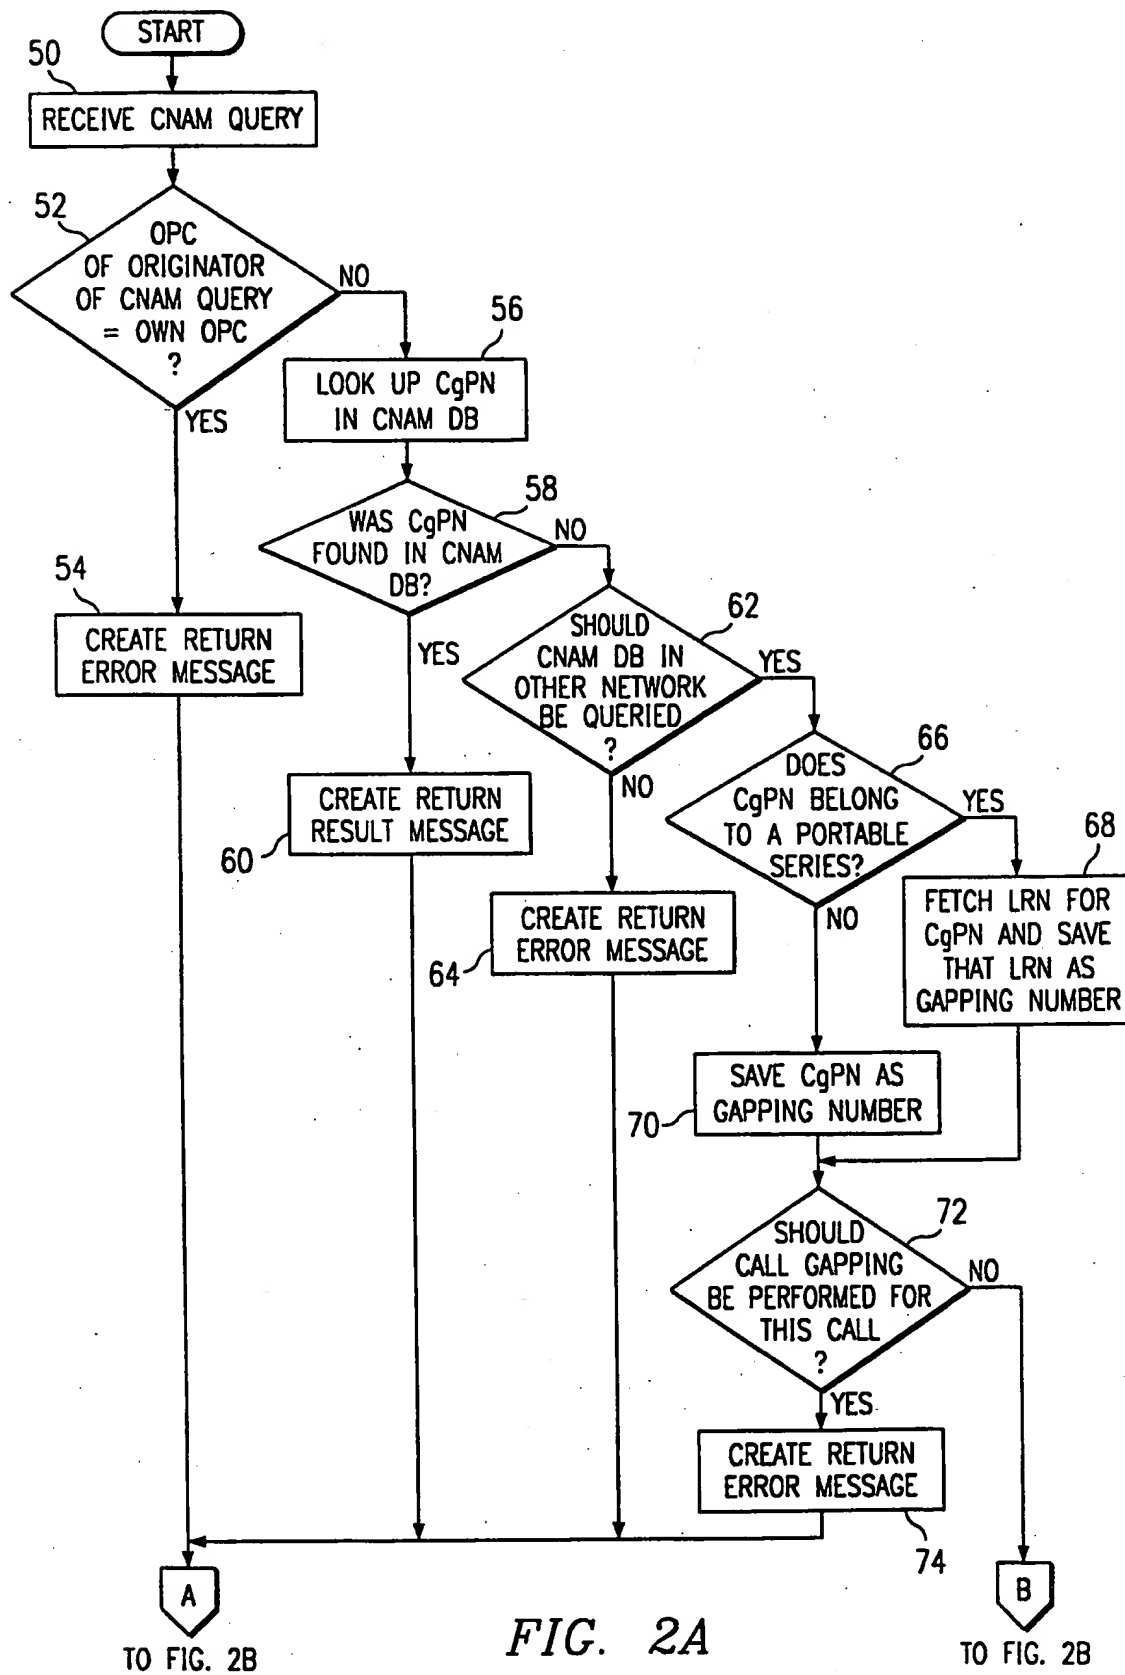 START
50
RECEIVE CNAM QUERY
52
OPC
OF ORIGINATOR
OF CNAM QUERY
= OWN OPC
?
NO
YES
56
LOOK UP CgPN
IN CNAM DB
58
WAS CgPN
FOUND IN CNAM
DB?
NO
YES
54
CREATE RETURN
ERROR MESSAGE
62
SHOULD
CNAM DB IN
OTHER NETWORK
BE QUERIED
?
YES
NO
60
CREATE RETURN
RESULT MESSAGE
66
DOES
CgPN BELONG
TO A PORTABLE
SERIES?
YES
NO
64
CREATE RETURN
ERROR MESSAGE
68
FETCH LRN FOR
CgPN AND SAVE
THAT LRN AS
GAPPING NUMBER
70
SAVE CgPN AS
GAPPING NUMBER
72
SHOULD
CALL GAPPING
BE PERFORMED FOR
THIS CALL
?
NO
YES
CREATE RETURN
ERROR MESSAGE
74
A
TO FIG. 2B
FIG. 2A
B
TO FIG. 2B